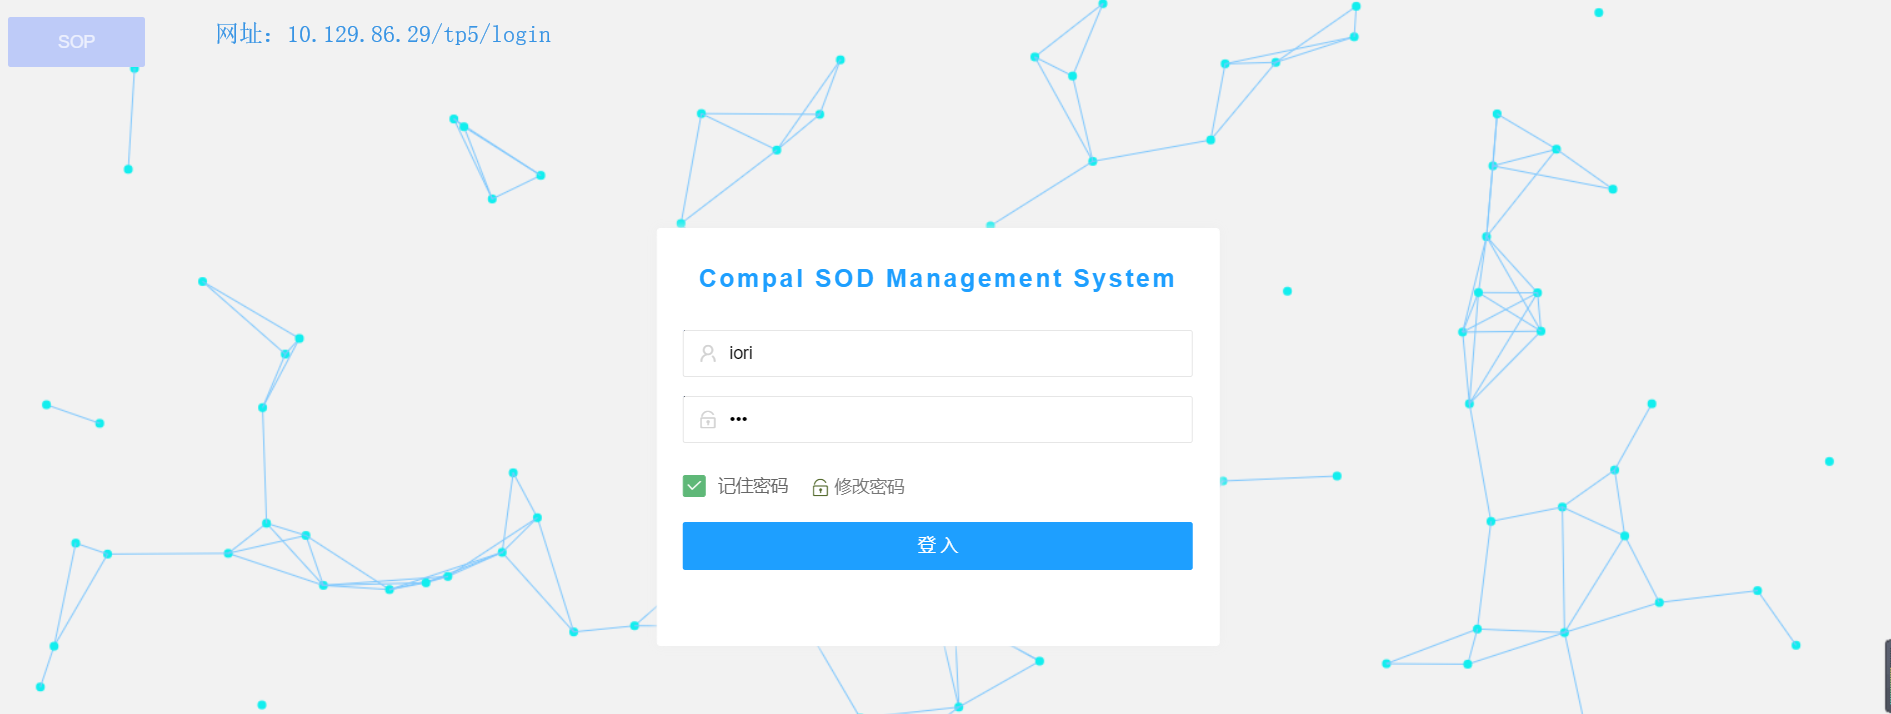 SOP
网址：10.129.86.29/tp5/login
Compal SOD Management System
iori
•••
记住密码 修改密码
登入